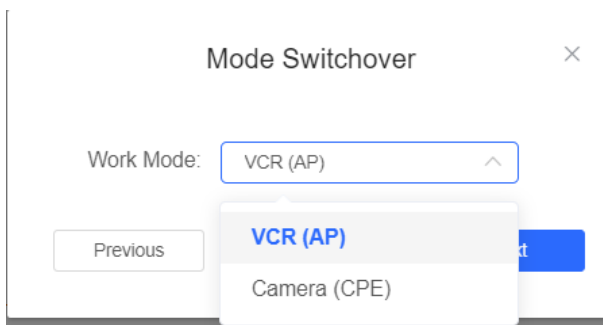 Mode Switchover
Work Mode: VCR (AP)
VCR (AP)
Previous
Camera (CPE)